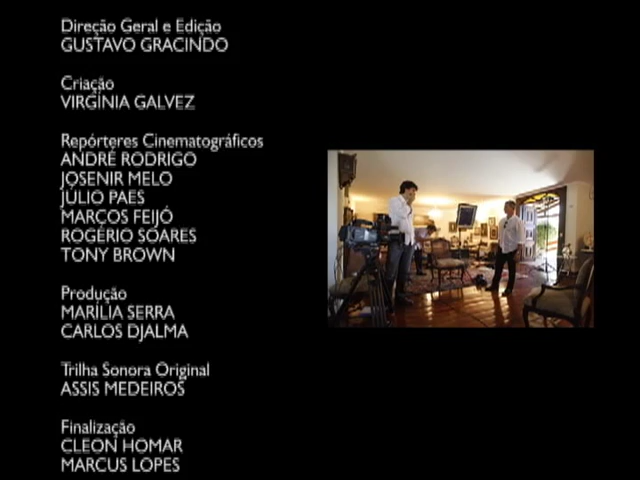 Direção Geral e Edição
GUSTAVO GRACINDO
Criação
VIRGÍNIA GALVEZ
Repórteres Cinematográficos
ANDRÉ RODRIGO
JOSENIR MELO
JÚLIO PAES
MARCOS FEIJÓ
ROGÉRIO SOARES
TONY BROWN
Produção
MARÍLIA SERRA
CARLOS DJALMA
Trilha Sonora Original
ASSIS MEDEIROS
Finalização
CLEON HOMAR
MARCUS LOPES